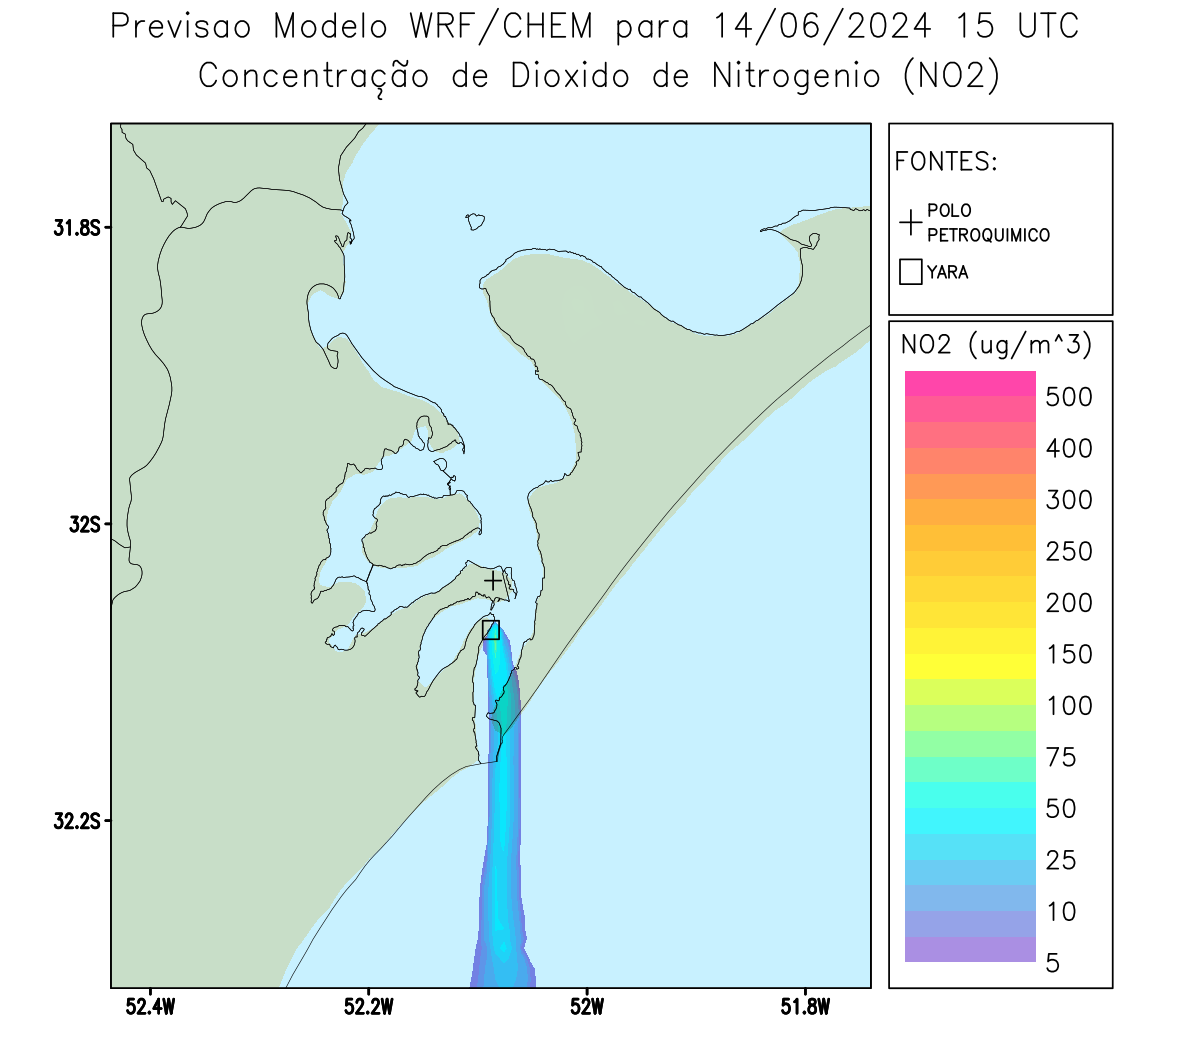 Previsao Modelo WRF/CHEM para 14/06/2024 15 UTC
Concentração de Dioxido de Nitrogenio (NO2)
FONTES:
POLO
PETROQUIMICO
YARA
NO2 (ug/m^3)
500
400
300
250
200
150
100
75
50
25
10
5
31.8S
32S
32.2S
52.4W
52.2W
52W
51.8W